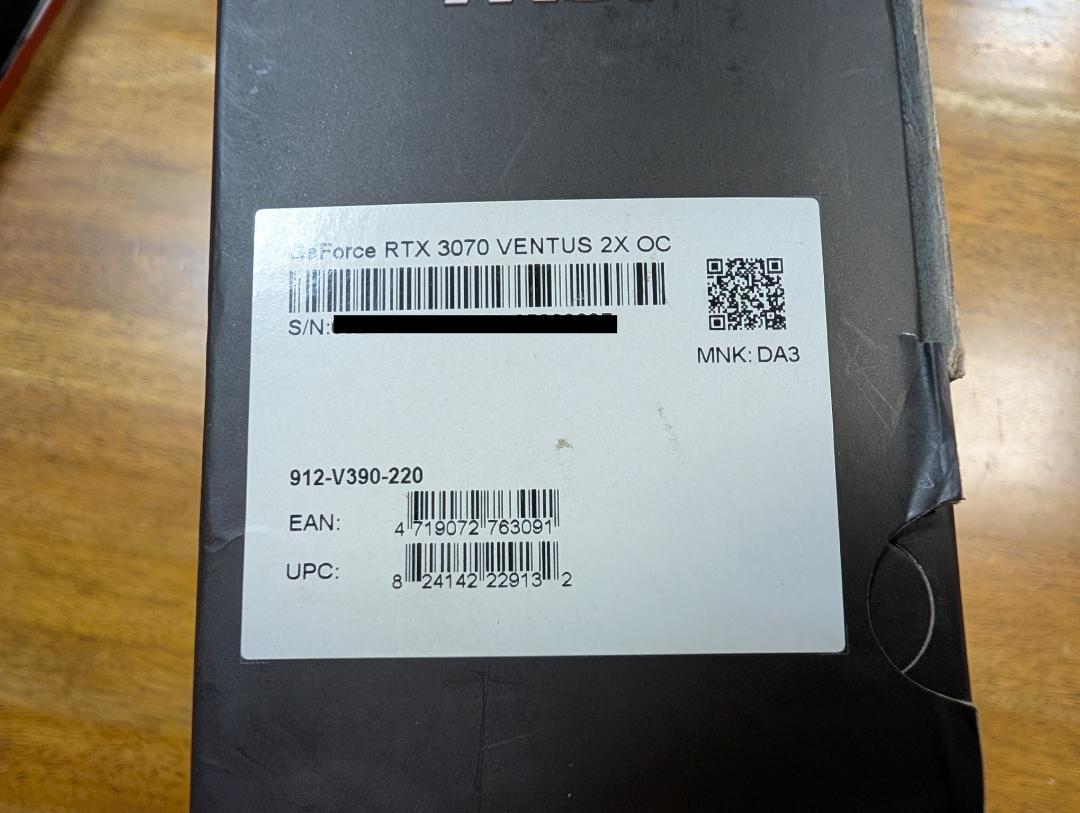 GeForce RTX 3070 VENTUS 2X OC
S/N:
MNK: DA3
912-V390-220
EAN: 4 719072 763091
UPC: 8 24142 22913 2